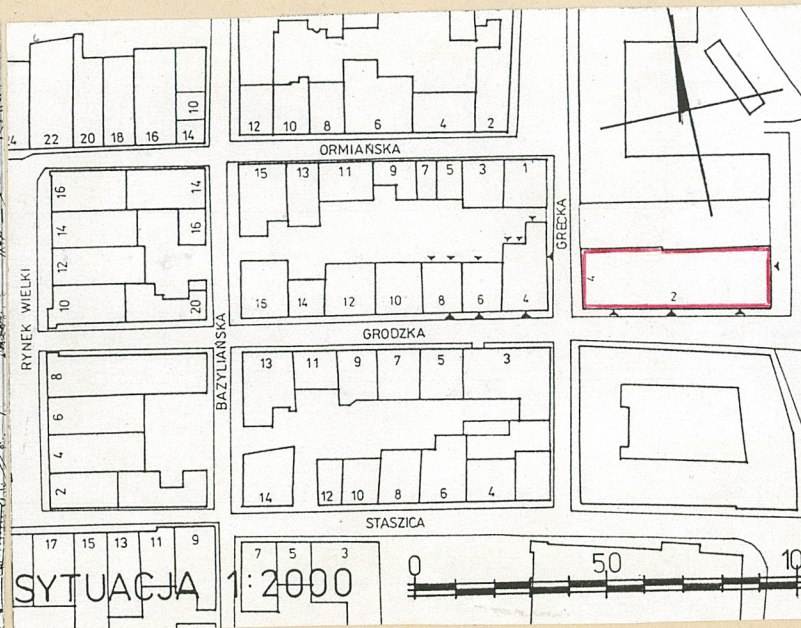 24 22 20 18 16 10 14
12 10 8 6 4 2
ORMIAŃSKA
16 14 14 16 12 10 20
15 13 11 9 7 5 3 1
15 14 12 10 8 6 4
GRECKA
4 2
RYNEK WIELKI
BAZYLIAŃSKA
GRODZKA
8 6 4 2
13 11 9 7 5 3
14 12 10 8 6 4
STASZICA
17 15 13 11 9
7 5 3
SYTUACJA 1:2000
0 50 10